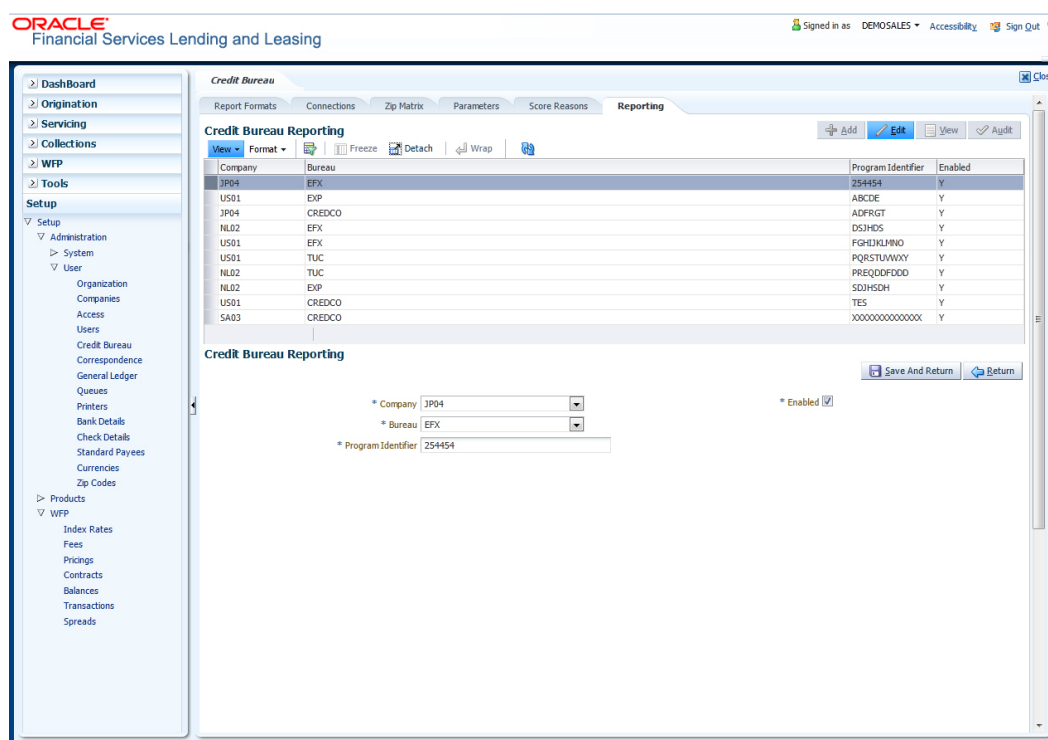 ORACLE
Financial Services Lending and Leasing
Signed in as DEMOSALES Accessibility Sign Out
DashBoard
Origination
Servicing
Collections
WFP
Tools
Setup
Setup
Administration
System
User
Organization
Companies
Access
Users
Credit Bureau
Correspondence
General Ledger
Queues
Printers
Bank Details
Check Details
Standard Payees
Currencies
Zip Codes
Products
WFP
Index Rates
Fees
Pricings
Contracts
Balances
Transactions
Spreads
Credit Bureau
Clos
Report Formats Connections Zip Matrix Parameters Score Reasons Reporting
Credit Bureau Reporting
Add Edit View Audit
View Format Freeze Detach Wrap
Company Bureau Program Identifier Enabled
JP04 EFX 254454 Y
US01 EXP ABCDE Y
JP04 CREDCO ADFRGT Y
NL02 EFX DSJHDS Y
US01 EFX FGHIJKLMNO Y
US01 TUC PQRSTUVWXY Y
NL02 TUC PREQDDFDDD Y
NL02 EXP SDJHSDH Y
US01 CREDCO TES Y
SA03 CREDCO XXXXXXXXXXXXX Y
Credit Bureau Reporting
Save And Return Return
* Company JP04
* Enabled
* Bureau EFX
* Program Identifier 254454